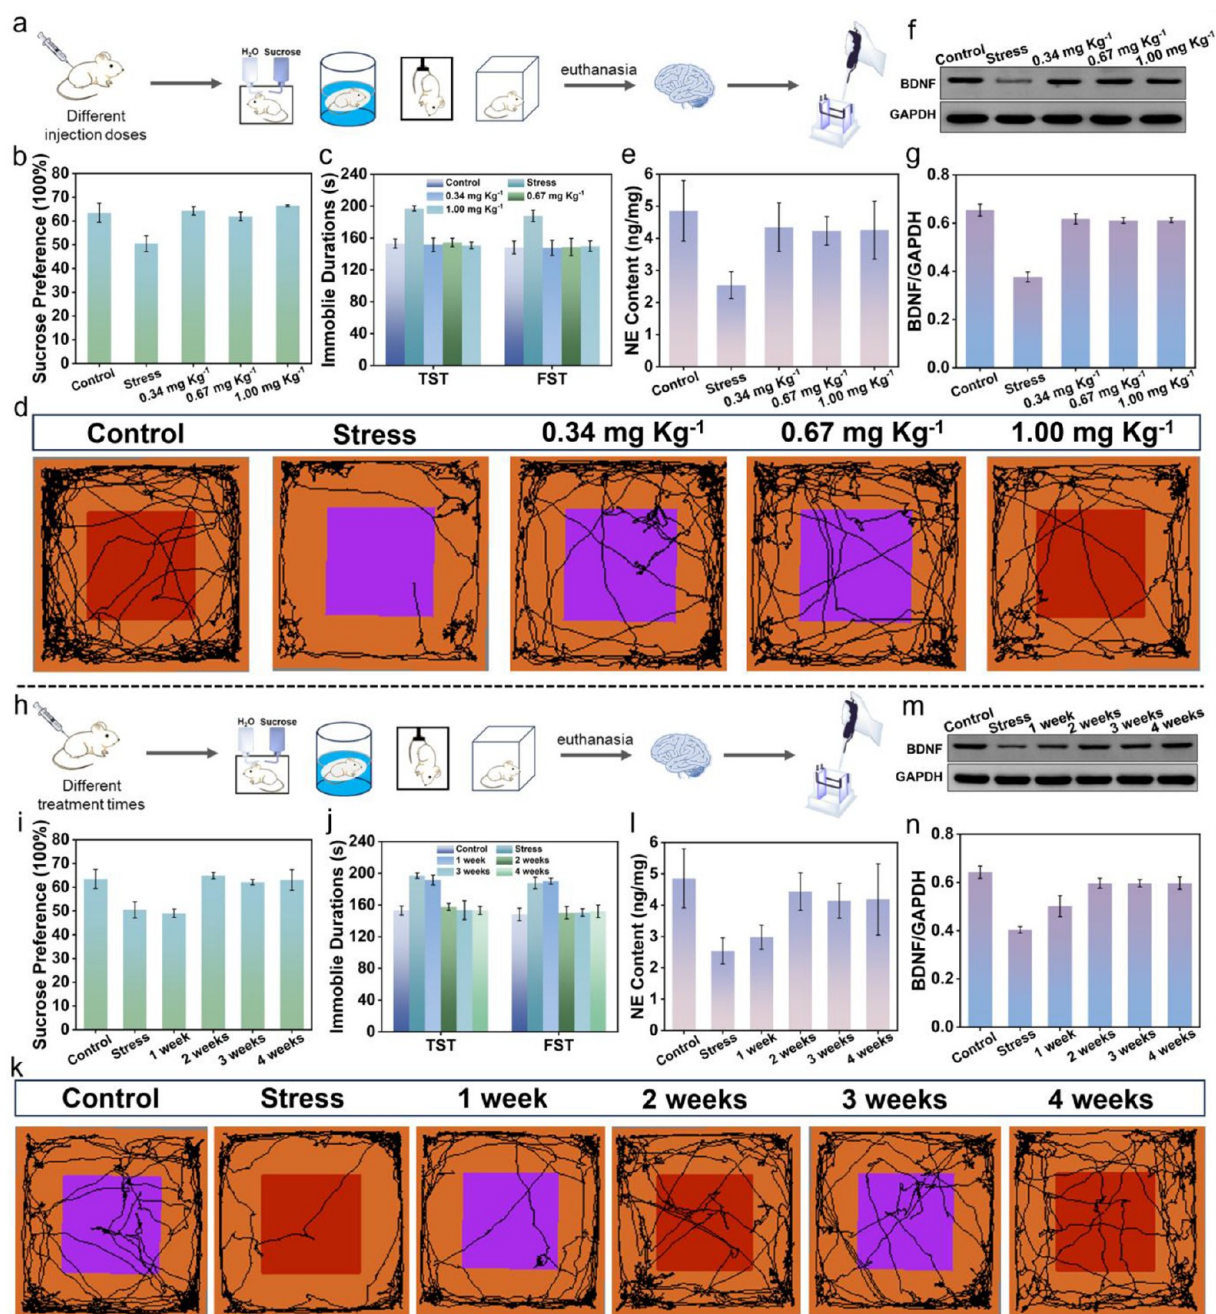 a
H₂O Sucrose
Different
injection doses
euthanasia
f
Control
Stress
0.34 mg Kg⁻¹
0.67 mg Kg⁻¹
1.00 mg Kg⁻¹
BDNF
GAPDH
b
Sucrose Preference (100%)
80
70
60
50
40
30
20
10
0
Control
Stress
0.34 mg Kg⁻¹
0.67 mg Kg⁻¹
1.00 mg Kg⁻¹
c
Immoblie Durations (s)
240
200
160
120
80
40
0
Control
Stress
0.34 mg Kg⁻¹
0.67 mg Kg⁻¹
1.00 mg Kg⁻¹
TST
FST
e
NE Content (ng/mg)
6
5
4
3
2
1
0
Control
Stress
0.34 mg Kg⁻¹
0.67 mg Kg⁻¹
1.00 mg Kg⁻¹
g
BDNF/GAPDH
0.8
0.6
0.4
0.2
0.0
Control
Stress
0.34 mg Kg⁻¹
0.67 mg Kg⁻¹
1.00 mg Kg⁻¹
d
Control Stress 0.34 mg Kg⁻¹ 0.67 mg Kg⁻¹ 1.00 mg Kg⁻¹
h
H₂O Sucrose
Different
treatment times
euthanasia
m
Control
Stress
1 week
2 weeks
3 weeks
4 weeks
BDNF
GAPDH
i
Sucrose Preference (100%)
80
70
60
50
40
30
20
10
0
Control
Stress
1 week
2 weeks
3 weeks
4 weeks
j
Immoblie Durations (s)
240
200
160
120
80
40
0
Control
Stress
1 week
2 weeks
3 weeks
4 weeks
TST
FST
l
NE Content (ng/mg)
6
5
4
3
2
1
0
Control
Stress
1 week
2 weeks
3 weeks
4 weeks
n
BDNF/GAPDH
0.8
0.6
0.4
0.2
0.0
Control
Stress
1 week
2 weeks
3 weeks
4 weeks
k
Control Stress 1 week 2 weeks 3 weeks 4 weeks